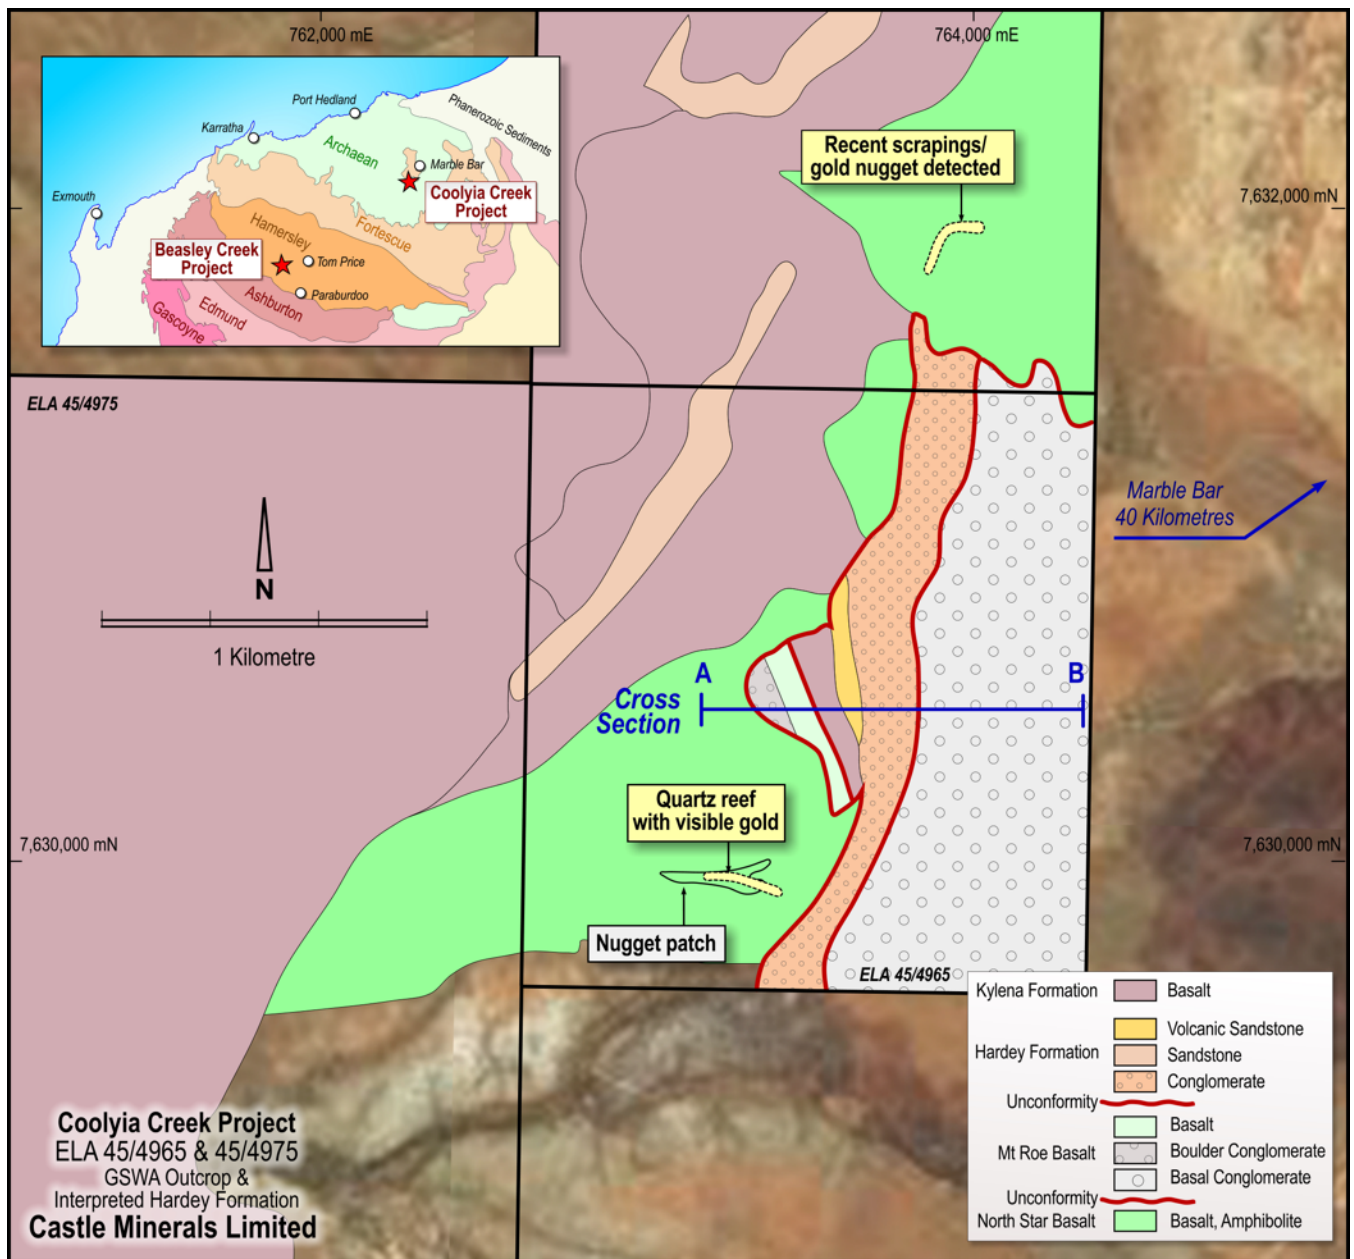 762,000 mE
764,000 mE
Port Hedland
Phanerozoic Sediments
Karratha
Archaean
Marble Bar
Exmouth
Coolyia Creek
Project
Hamersley
Fortescue
Beasley Creek
Project
Tom Price
Paraburdoo
Ashburton
Edmund
Gascoyne
Recent scrapings/
gold nugget detected
7,632,000 mN
ELA 45/4975
Marble Bar
40 Kilometres
N
1 Kilometre
A
B
Cross
Section
Quartz reef
with visible gold
7,630,000 mN
7,630,000 mN
Nugget patch
ELA 45/4965
Kylena Formation
Basalt
Volcanic Sandstone
Hardey Formation
Sandstone
Conglomerate
Unconformity
Basalt
Mt Roe Basalt
Boulder Conglomerate
Basal Conglomerate
Unconformity
North Star Basalt
Basalt, Amphibolite
Coolyia Creek Project
ELA 45/4965 & 45/4975
GSWA Outcrop &
Interpreted Hardey Formation
Castle Minerals Limited